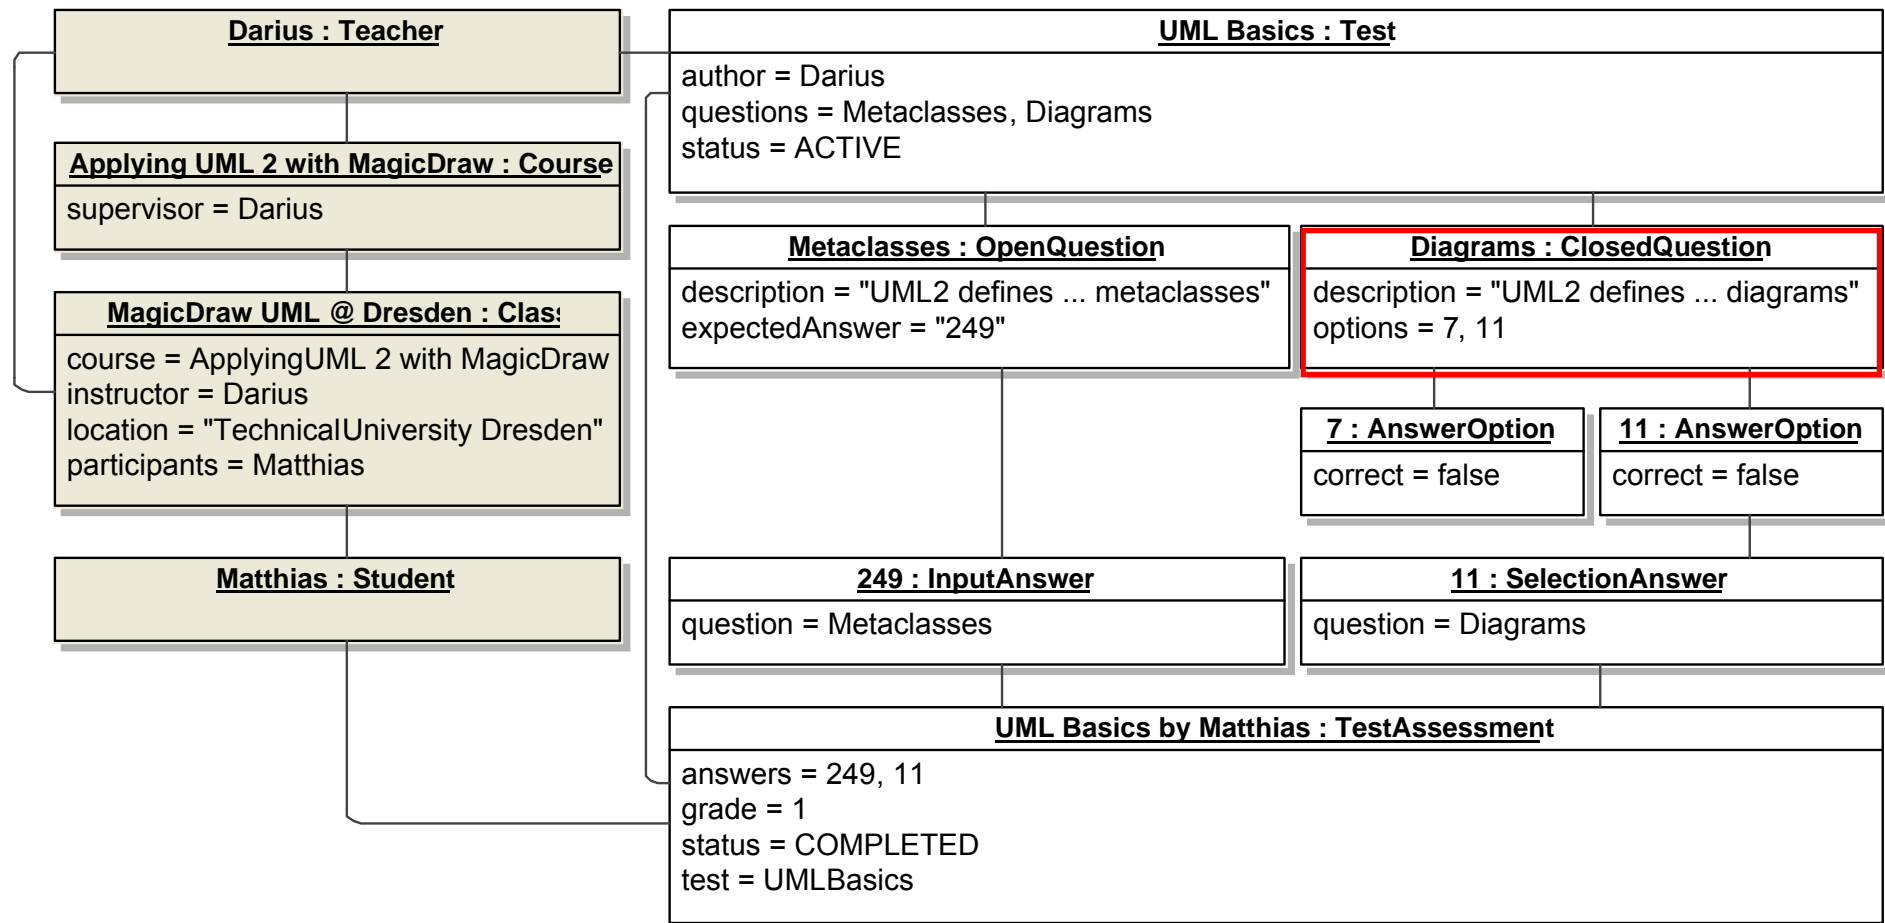 Darius : Teacher
Applying UML 2 with MagicDraw : Course
supervisor = Darius
MagicDraw UML @ Dresden : Clas
course = ApplyingUML 2 with MagicDraw
instructor = Darius
location = "TechnicalUniversity Dresden"
participants = Matthias
Matthias : Student
UML Basics : Test
author = Darius
questions = Metaclasses, Diagrams
status = ACTIVE
Metaclasses : OpenQuestion
description = "UML2 defines ... metaclasses"
expectedAnswer = "249"
Diagrams : ClosedQuestion
description = "UML2 defines ... diagrams"
options = 7, 11
7 : AnswerOption
correct = false
11 : AnswerOption
correct = false
249 : InputAnswer
question = Metaclasses
11 : SelectionAnswer
question = Diagrams
UML Basics by Matthias : TestAssessment
answers = 249, 11
grade = 1
status = COMPLETED
test = UMLBasics